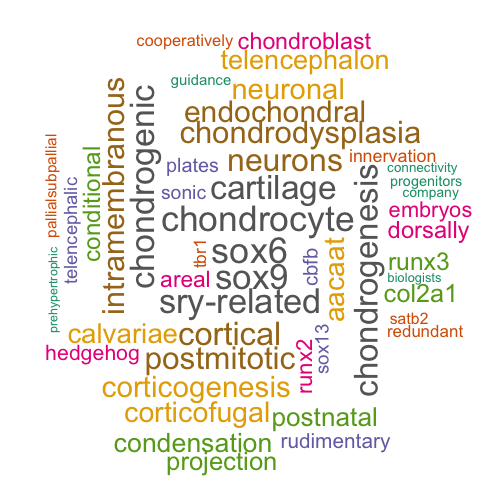 cooperatively
chondroblast
telencephalon
guidance
neuronal
endochondral
chondrodysplasia
intramembranous
chondrogenic
conditional
pallialsubpallial
telencephalic
prehypertrophic
plates
neurons
innervation
connectivity
progenitors
company
sonic
cartilage
chondrogenesis
embryos
dorsally
chondrocyte
tbr1
sox6
cbfb
aacaat
runx3
biologists
areal
sox9
col2a1
sry-related
satb2
redundant
calvariae
cortical
hedgehog
postmitotic
runx2
sox13
corticogenesis
corticofugal
postnatal
condensation
rudimentary
projection